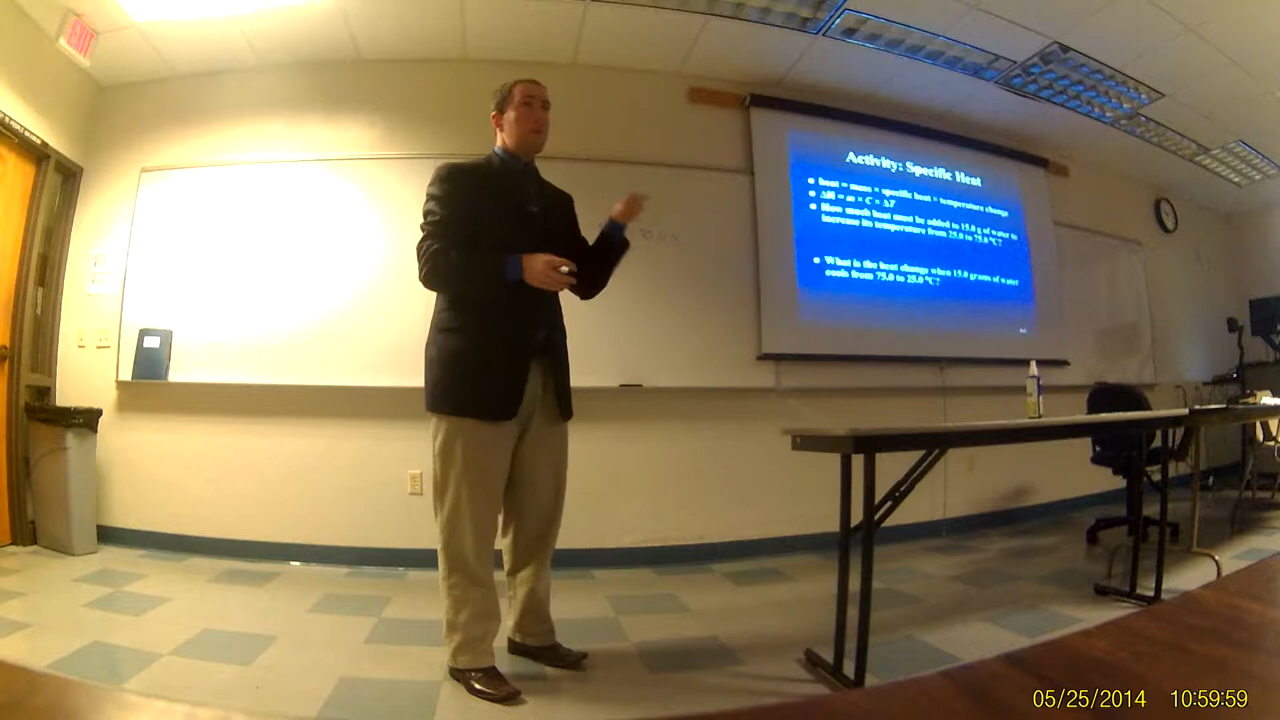 EXIT
Activity: Specific Heat
heat = mass × specific heat × temperature change
ΔH = m × C × ΔT
How much heat must be added to 15.0 g of water to
increase its temperature from 25.0 to 75.0 °C?
What is the heat change when 15.0 grams of water
cools from 75.0 to 25.0 °C?
05/25/2014 10:59:59